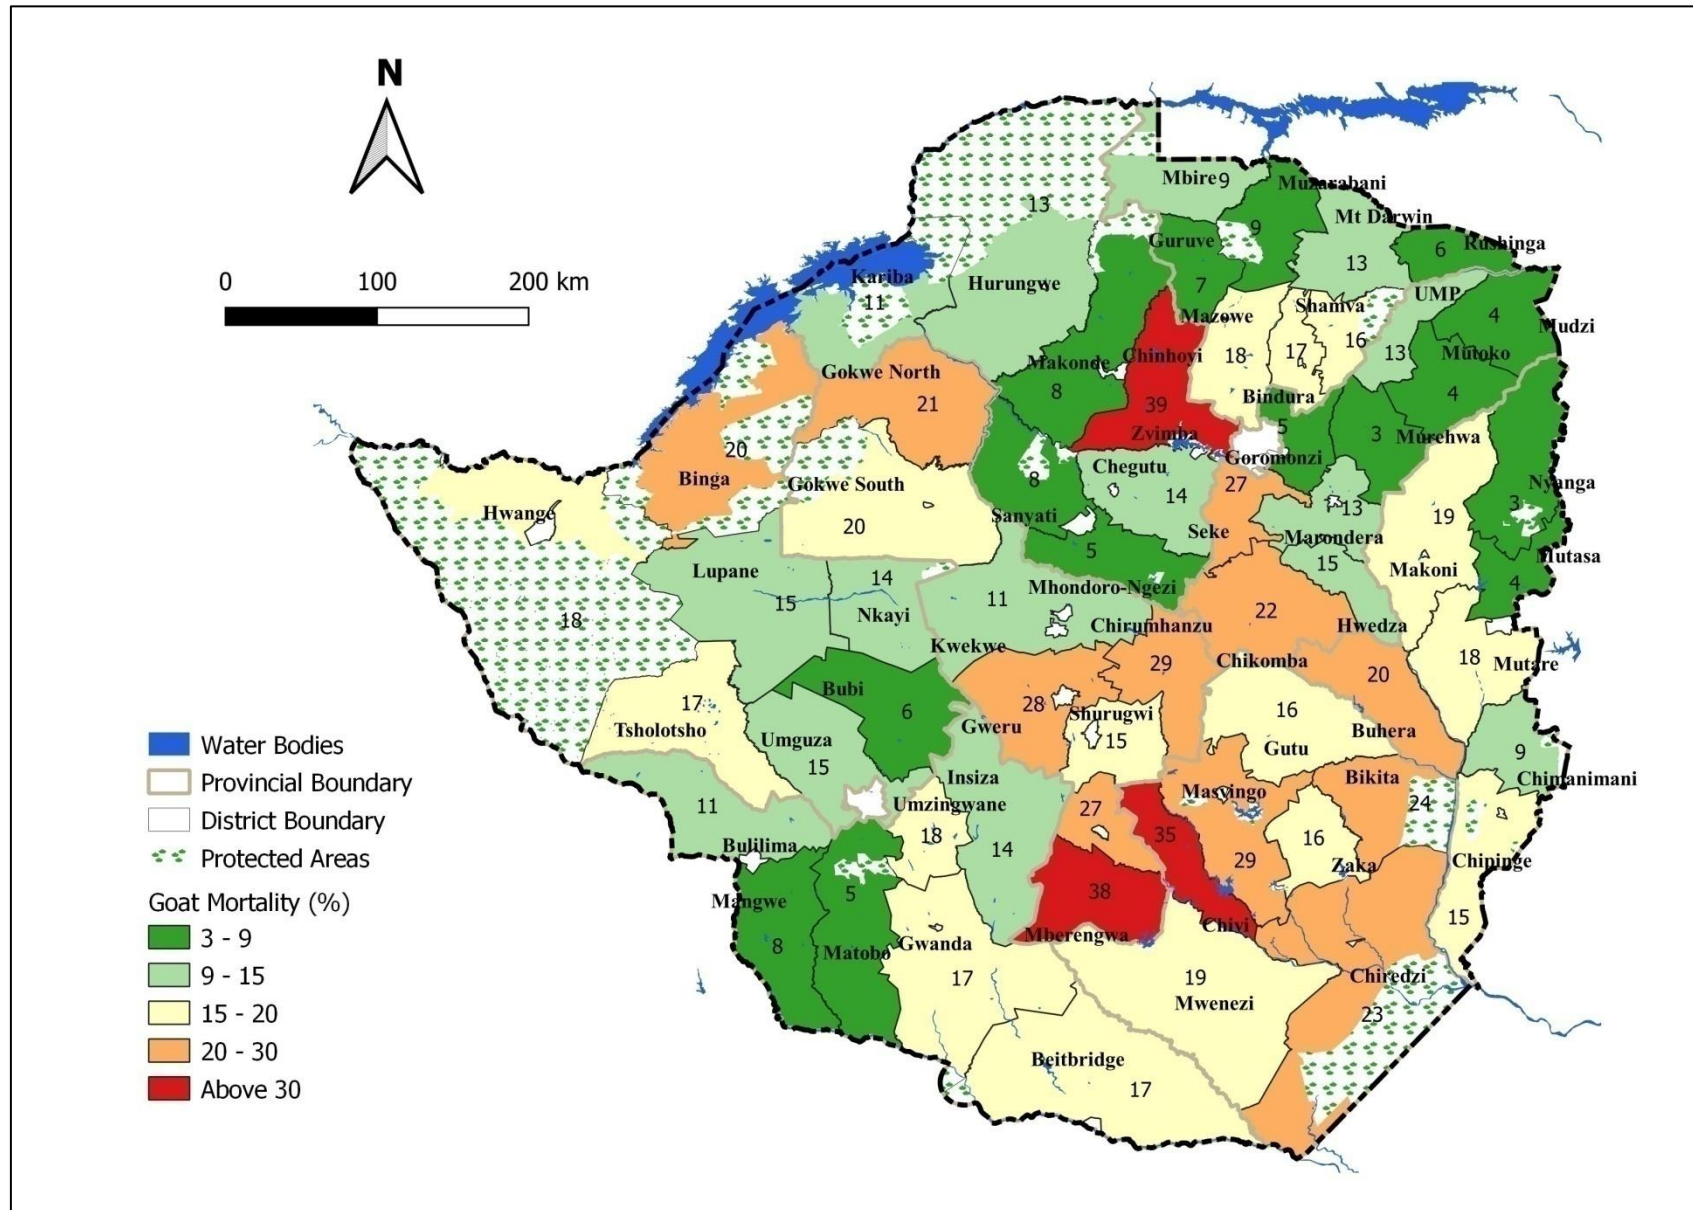 N
0 100 200 km
Mbire 9
Muzarabani
9
Mt Darwin
13
13
Guruve
7
6
Rushinga
Kariba
11
Hurungwe
UMP
Mazowe
Shamva
4
Mudzi
18
17
16
13
Mutoko
Makonde
Chinhoyi
Gokwe North
21
8
39
Bindura
4
Zvimba
5
3
Murehwa
20
Binga
Gokwe South
Chegutu
Goromonzi
8
14
27
Nyanga
3
Hwange
20
Sanyati
Seke
13
19
Marondera
Mutasa
5
15
Makoni
4
Lupane
14
15
Nkayi
11
Mhondoro-Ngezi
18
22
Chirumhanzu
Hwedza
Kwekwe
29
Chikomba
20
18
Mutare
17
Bubi
28
Shurugwi
16
Tsholotsho
6
Gweru
15
Buhera
Umguza
15
Gutu
9
Insiza
Bikita
Chimanimani
11
Umzingwane
27
Masvingo
24
18
35
16
Bulilima
14
29
Zaka
Chipinge
Mangwe
5
38
15
8
Matobo
Gwanda
17
Mberengwa
Chivi
19
Mwenezi
Chiredzi
23
Beitbridge
17
Water Bodies
Provincial Boundary
District Boundary
Protected Areas
Goat Mortality (%)
3 - 9
9 - 15
15 - 20
20 - 30
Above 30